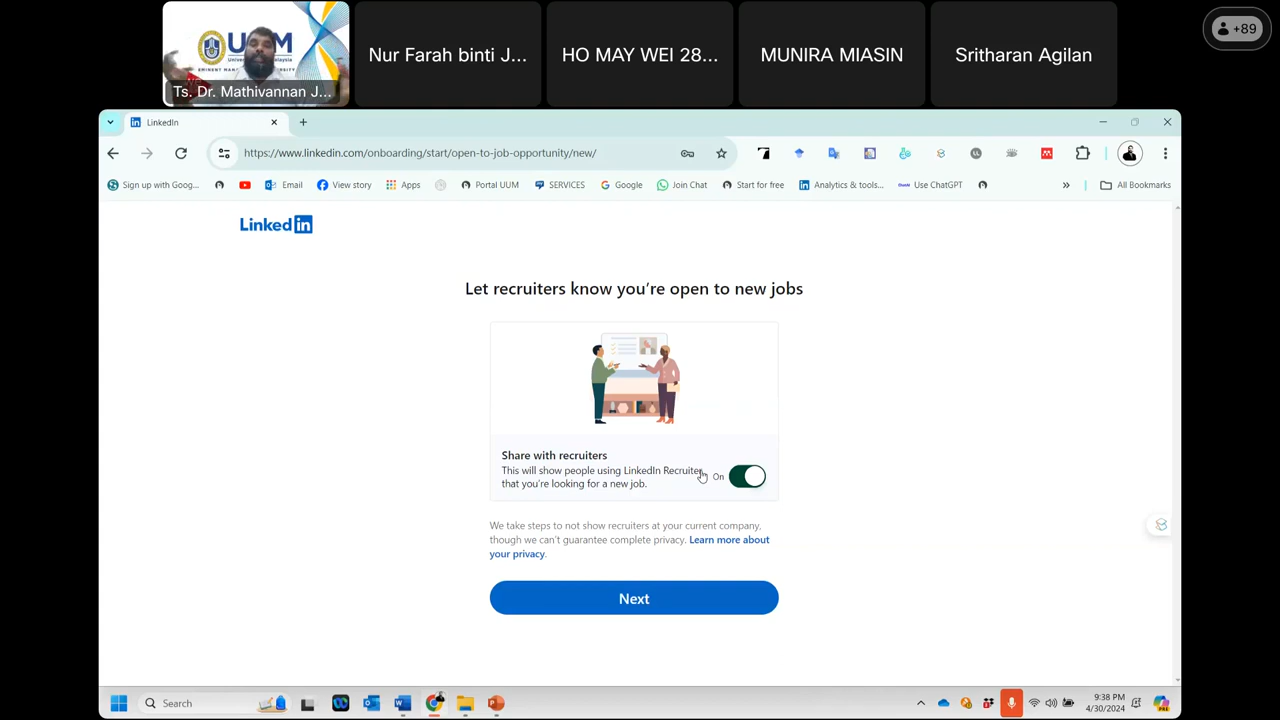 Ts. Dr. Mathivannan J...
Nur Farah binti J...
HO MAY WEI 28...
MUNIRA MIASIN
Sritharan Agilan
+89
LinkedIn
https://www.linkedin.com/onboarding/start/open-to-job-opportunity/new/
Sign up with Goog...
Email
View story
Apps
Portal UUM
SERVICES
Google
Join Chat
Start for free
Analytics & tools...
Use ChatGPT
All Bookmarks
Linked in
Let recruiters know you're open to new jobs
Share with recruiters
This will show people using LinkedIn Recruiter
that you're looking for a new job.
On
We take steps to not show recruiters at your current company,
though we can't guarantee complete privacy. Learn more about
your privacy.
Next
Search
9:38 PM
4/30/2024